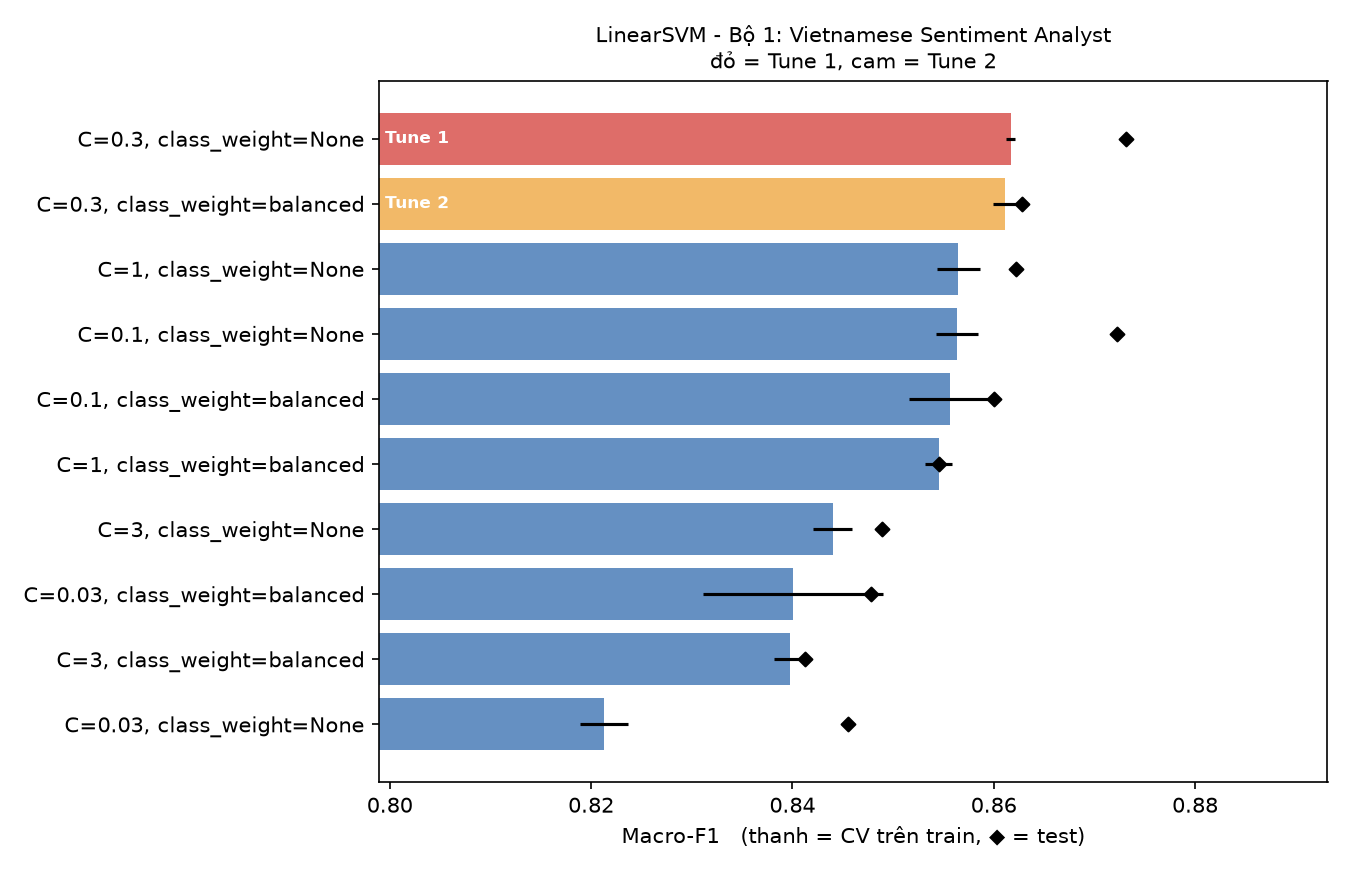 LinearSVM - Bộ 1: Vietnamese Sentiment Analyst
đỏ = Tune 1, cam = Tune 2
C=0.3, class_weight=None
Tune 1
C=0.3, class_weight=balanced
Tune 2
C=1, class_weight=None
C=0.1, class_weight=None
C=0.1, class_weight=balanced
C=1, class_weight=balanced
C=3, class_weight=None
C=0.03, class_weight=balanced
C=3, class_weight=balanced
C=0.03, class_weight=None
0.80 0.82 0.84 0.86 0.88
Macro-F1 (thanh = CV trên train, ◆ = test)